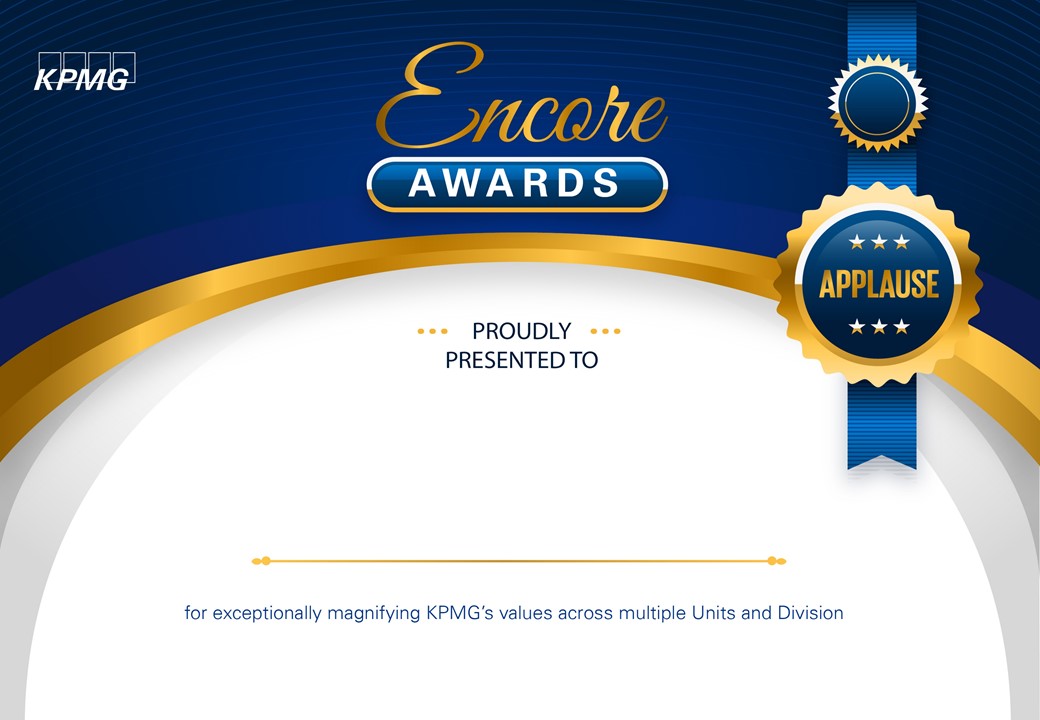 KPMG
Encore
AWARDS
APPLAUSE
PROUDLY
PRESENTED TO
for exceptionally magnifying KPMG's values across multiple Units and Division